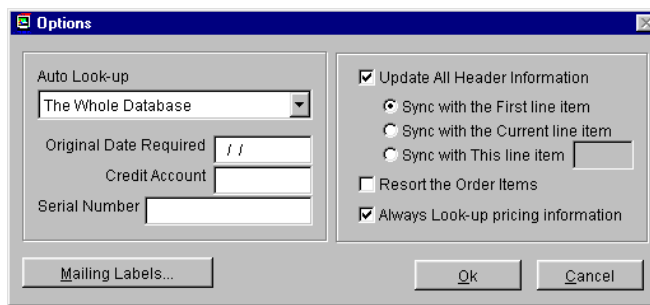 Options
Auto Look-up
The Whole Database
Original Date Required / /
Credit Account
Serial Number
Mailing Labels...
Update All Header Information
Sync with the First line item
Sync with the Current line item
Sync with This line item
Resort the Order Items
Always Look-up pricing information
Ok
Cancel